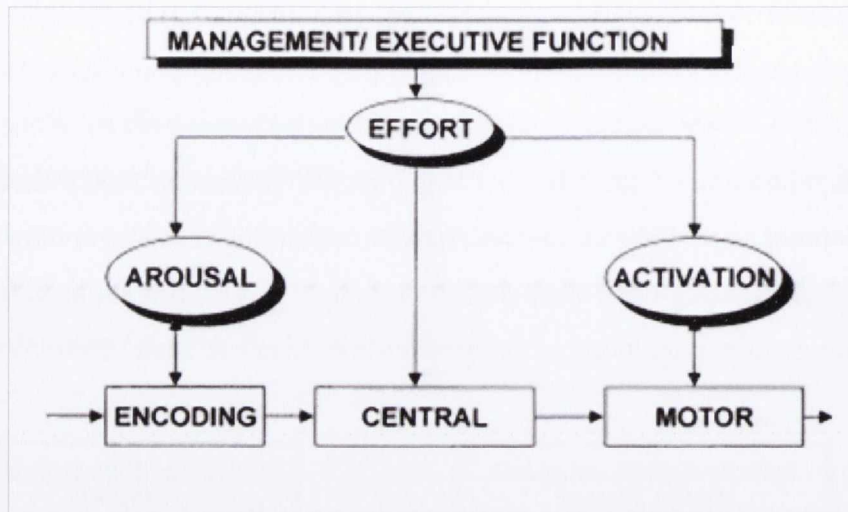 MANAGEMENT/ EXECUTIVE FUNCTION
EFFORT
AROUSAL
ACTIVATION
ENCODING
CENTRAL
MOTOR